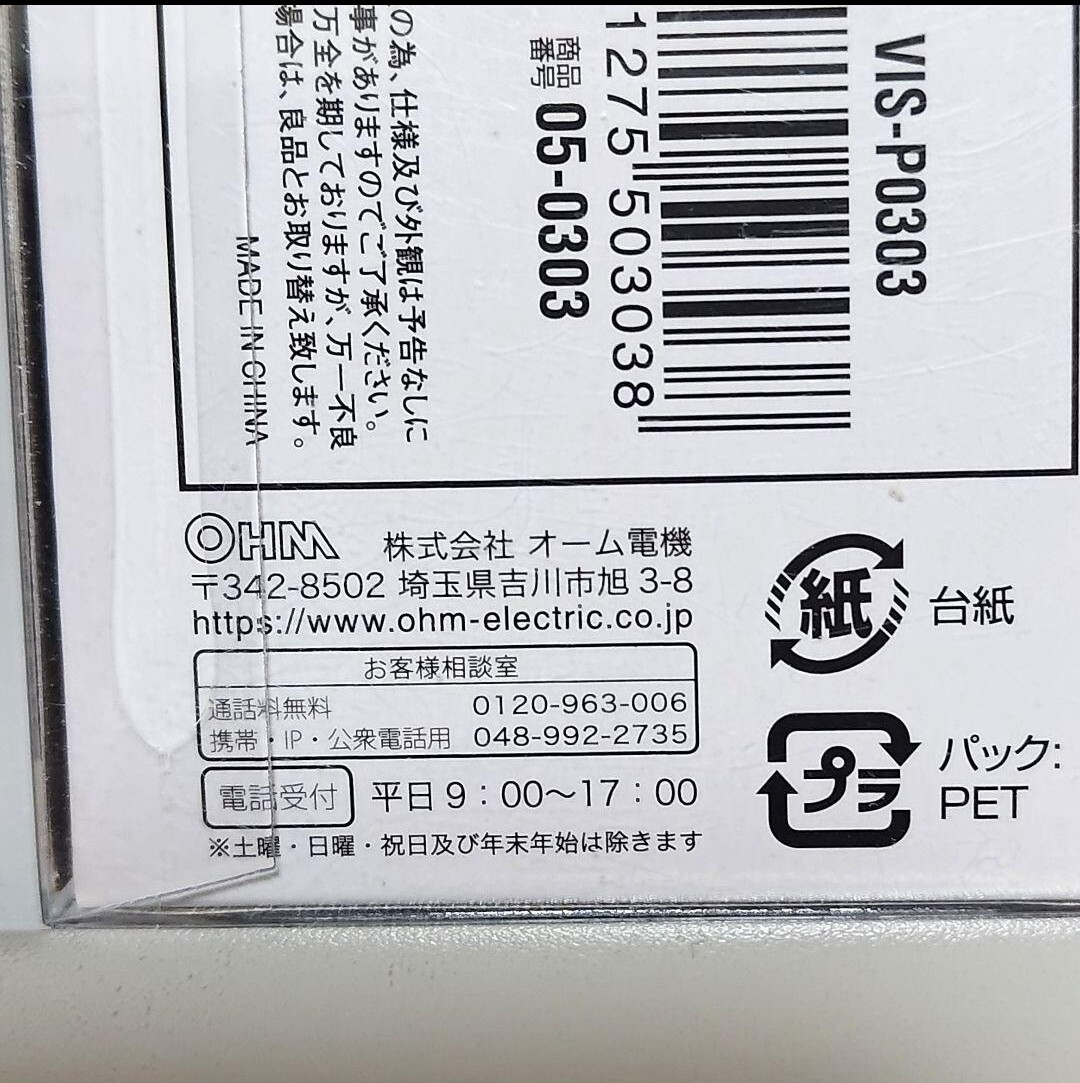 VIS-P0303
1275 503038
商品
番号 05-0303
の為、仕様及び外観は予告なしに
事がありますのでご了承ください。
万全を期しておりますが、万一不良
場合は、良品とお取り替え致します。
MADE IN CHINA
OHM 株式会社 オーム電機
〒342-8502 埼玉県吉川市旭 3-8
https://www.ohm-electric.co.jp
お客様相談室
通話料無料 0120-963-006
携帯・IP・公衆電話用 048-992-2735
電話受付 平日 9：00～17：00
※土曜・日曜・祝日及び年末年始は除きます
紙 台紙
プラ パック:
PET